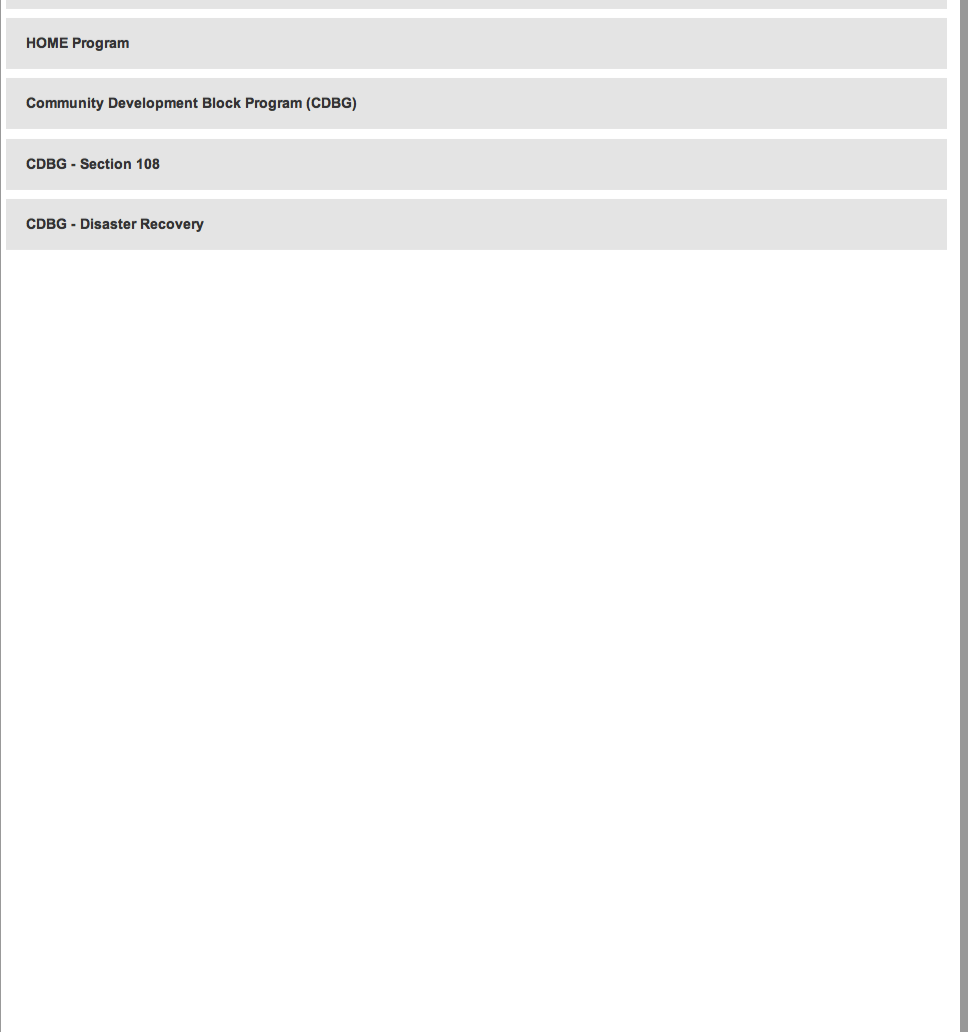 HOME Program
Community Development Block Program (CDBG)
CDBG - Section 108
CDBG - Disaster Recovery